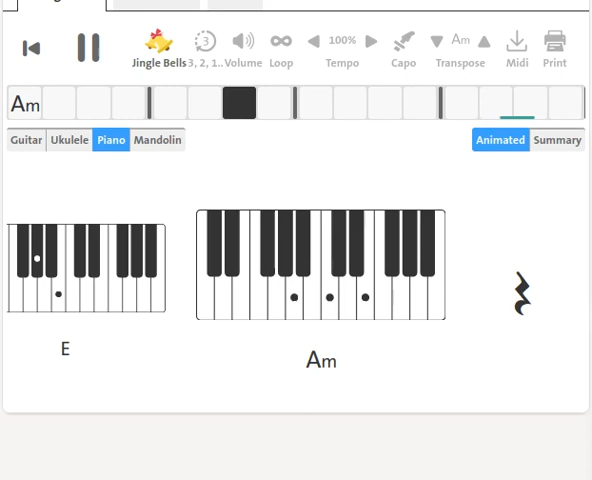 100% Am
Jingle Bells 3, 2, 1.. Volume Loop Tempo Capo Transpose Midi Print
Am
Guitar Ukulele Piano Mandolin Animated Summary
E
Am